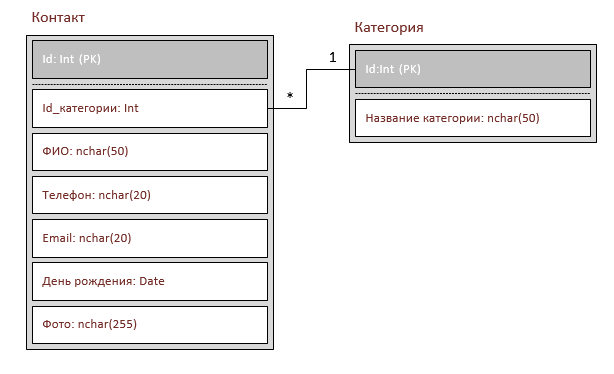 Контакт
Id: Int (PK)
Id_категории: Int
ФИО: nchar(50)
Телефон: nchar(20)
Email: nchar(20)
День рождения: Date
Фото: nchar(255)
*
1
Категория
Id:Int (PK)
Название категории: nchar(50)